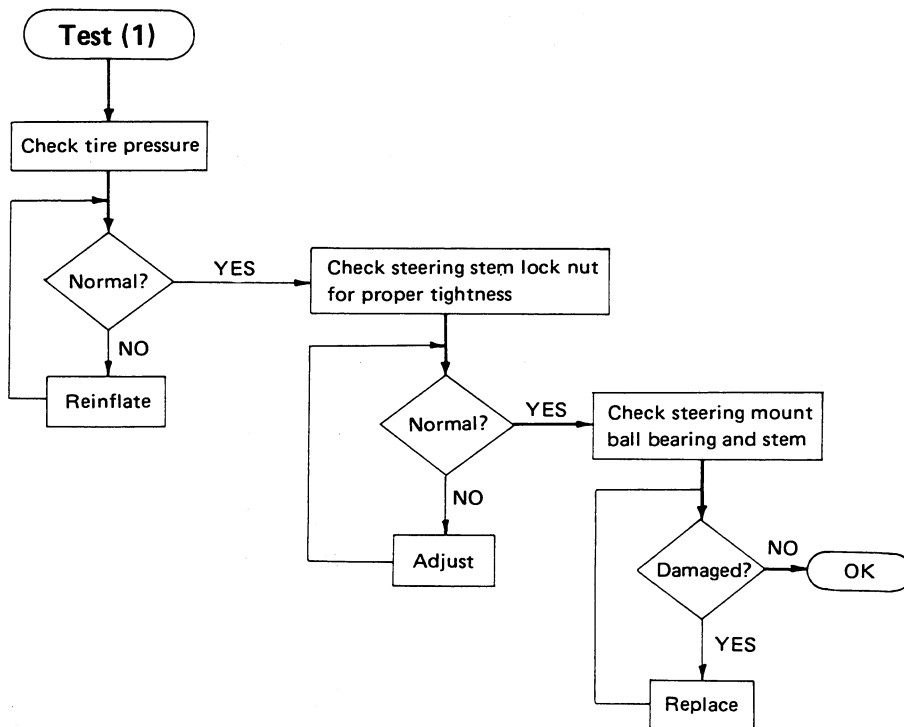 Test (1)
Check tire pressure
Normal?
YES
NO
Reinflate
Check steering stem lock nut
for proper tightness
Normal?
YES
NO
Adjust
Check steering mount
ball bearing and stem
Damaged?
NO
OK
YES
Replace